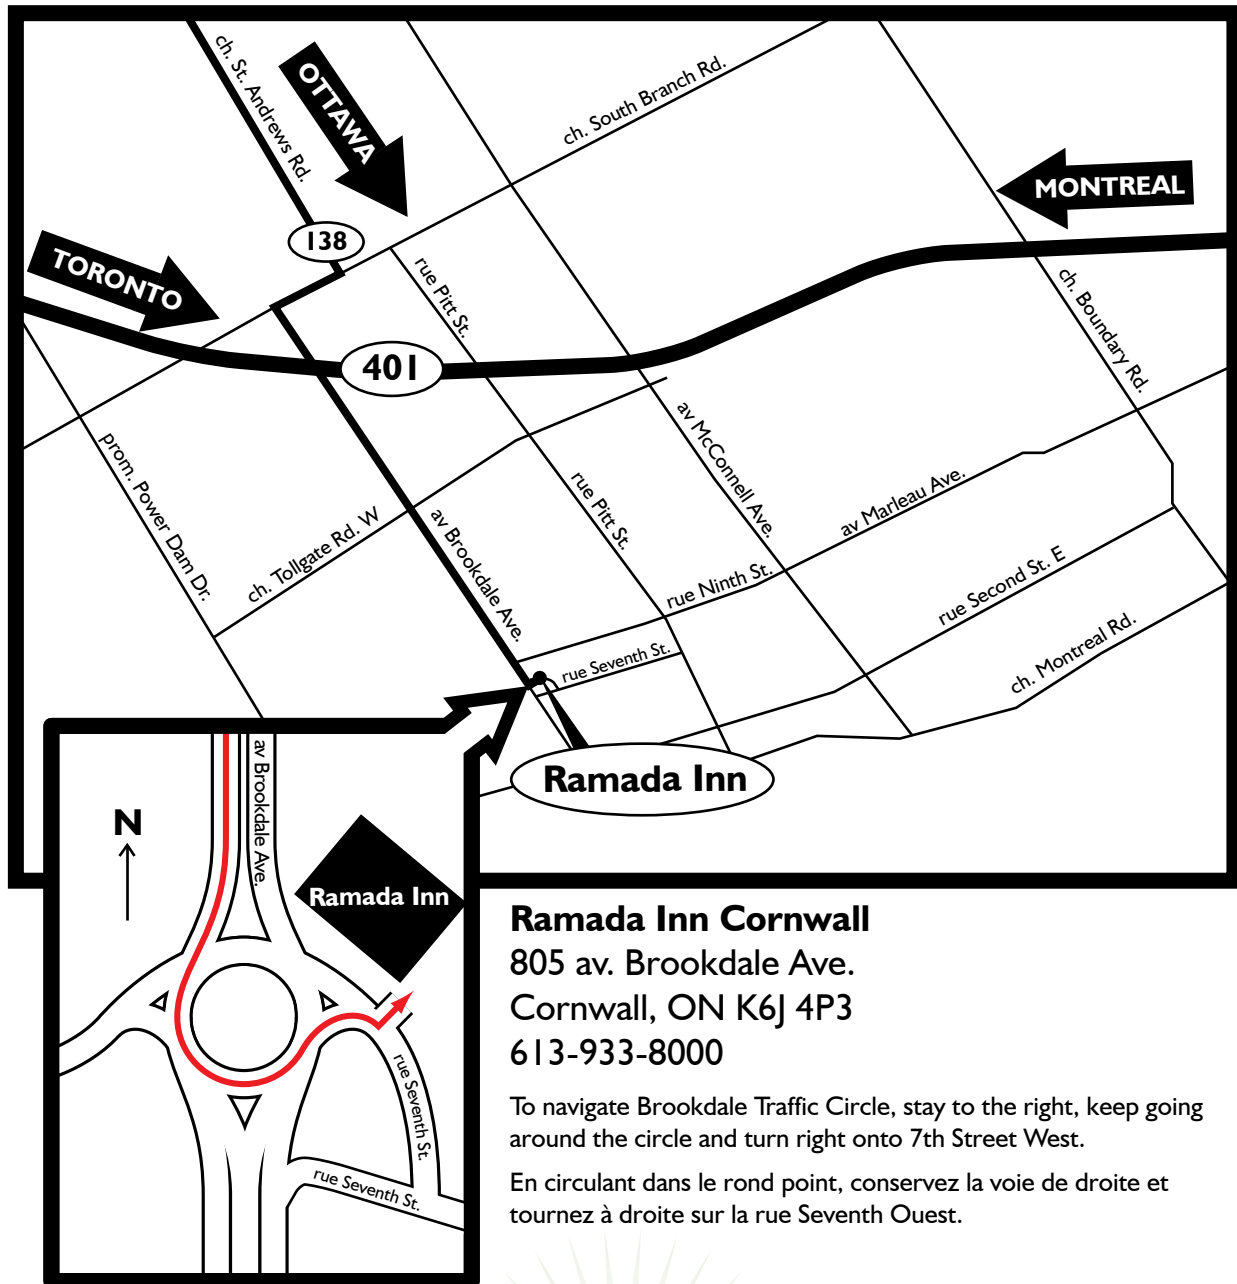 ch. St. Andrews Rd.
OTTAWA
ch. South Branch Rd.
MONTREAL
138
TORONTO
rue Pitt St.
ch. Boundary Rd.
401
av McConnell Ave.
prom. Power Dam Dr.
rue Pitt St.
av Marleau Ave.
ch. Tollgate Rd. W
av Brookdale Ave.
rue Ninth St.
rue Second St. E
rue Seventh St.
ch. Montreal Rd.
Ramada Inn
av Brookdale Ave.
N
Ramada Inn
rue Seventh St.
rue Seventh St.
Ramada Inn Cornwall
805 av. Brookdale Ave.
Cornwall, ON K6J 4P3
613-933-8000
To navigate Brookdale Traffic Circle, stay to the right, keep going
around the circle and turn right onto 7th Street West.
En circulant dans le rond point, conservez la voie de droite et
tournez à droite sur la rue Seventh Ouest.